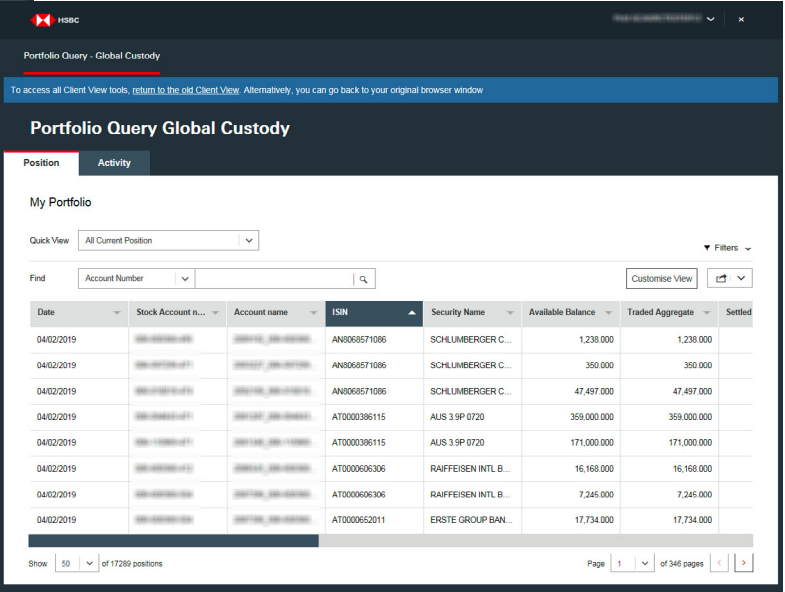 HSBC
Portfolio Query - Global Custody
To access all Client View tools, return to the old Client View. Alternatively, you can go back to your original browser window
Portfolio Query Global Custody
Position Activity
My Portfolio
Quick View All Current Position
Filters
Find Account Number Customise View
Date Stock Account n... Account name ISIN Security Name Available Balance Traded Aggregate Settled
04/02/2019 AN8068571086 SCHLUMBERGER C... 1,238.000 1,238.000
04/02/2019 AN8068571086 SCHLUMBERGER C... 350.000 350.000
04/02/2019 AN8068571086 SCHLUMBERGER C... 47,497.000 47,497.000
04/02/2019 AT0000386115 AUS 3.9P 0720 359,000.000 359,000.000
04/02/2019 AT0000386115 AUS 3.9P 0720 171,000.000 171,000.000
04/02/2019 AT0000606306 RAIFFEISEN INTL B... 16,168.000 16,168.000
04/02/2019 AT0000606306 RAIFFEISEN INTL B... 7,245.000 7,245.000
04/02/2019 AT0000652011 ERSTE GROUP BAN... 17,734.000 17,734.000
Show 50 of 17289 positions Page 1 of 346 pages